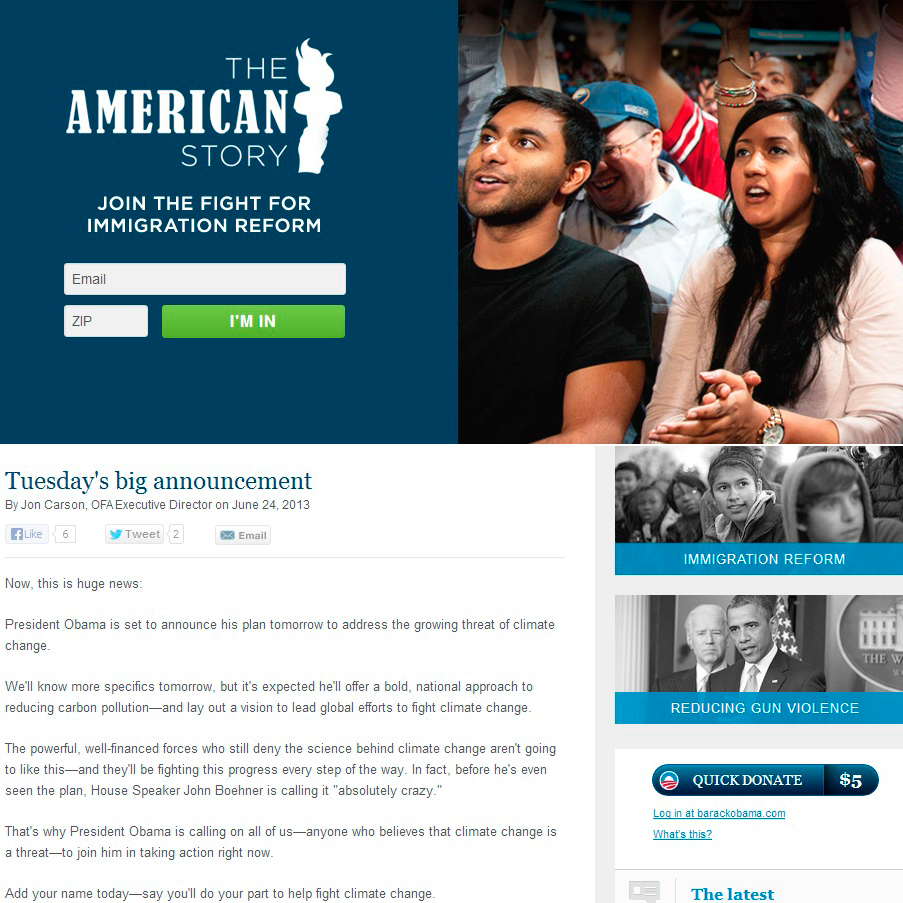 THE
AMERICAN
STORY
JOIN THE FIGHT FOR
IMMIGRATION REFORM
Email
ZIP
I'M IN
Tuesday's big announcement
By Jon Carson, OFA Executive Director on June 24, 2013
Like 6 Tweet 2 Email
Now, this is huge news:
President Obama is set to announce his plan tomorrow to address the growing threat of climate
change.
We'll know more specifics tomorrow, but it's expected he'll offer a bold, national approach to
reducing carbon pollution—and lay out a vision to lead global efforts to fight climate change.
The powerful, well-financed forces who still deny the science behind climate change aren't going
to like this—and they'll be fighting this progress every step of the way. In fact, before he's even
seen the plan, House Speaker John Boehner is calling it "absolutely crazy."
That's why President Obama is calling on all of us—anyone who believes that climate change is
a threat—to join him in taking action right now.
Add your name today—say you'll do your part to help fight climate change.
IMMIGRATION REFORM
THE W
REDUCING GUN VIOLENCE
QUICK DONATE $5
Log in at barackobama.com
What's this?
The latest